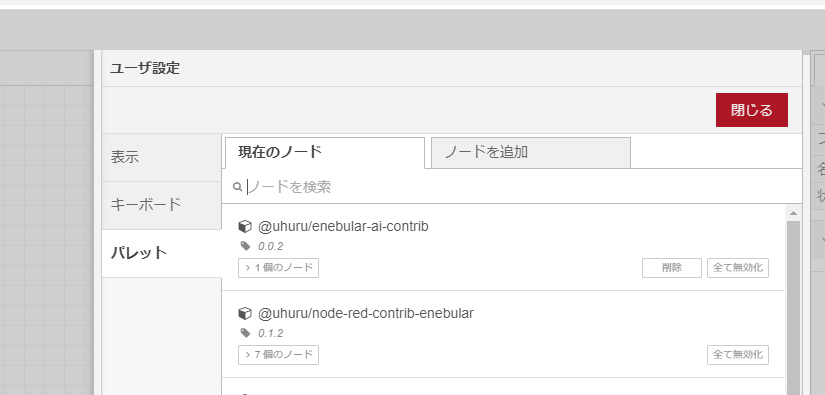 ユーザ設定
閉じる
表示
キーボード
パレット
現在のノード
ノードを追加
ノードを検索
@uhuru/enebular-ai-contrib
0.0.2
1 個のノード
削除
全て無効化
@uhuru/node-red-contrib-enebular
0.1.2
7 個のノード
全て無効化